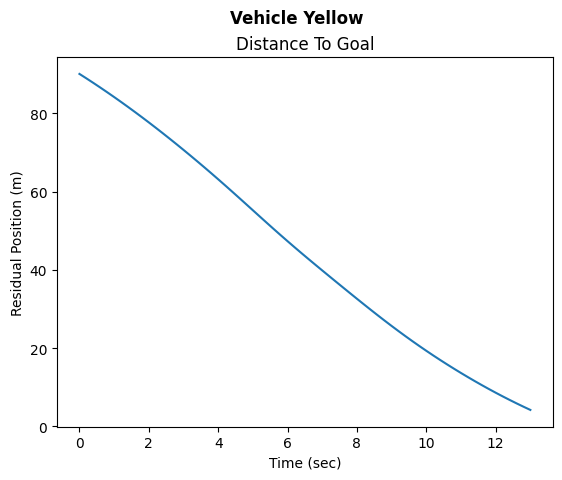 Vehicle Yellow
Distance To Goal
Residual Position (m)
80
60
40
20
0
0 2 4 6 8 10 12
Time (sec)